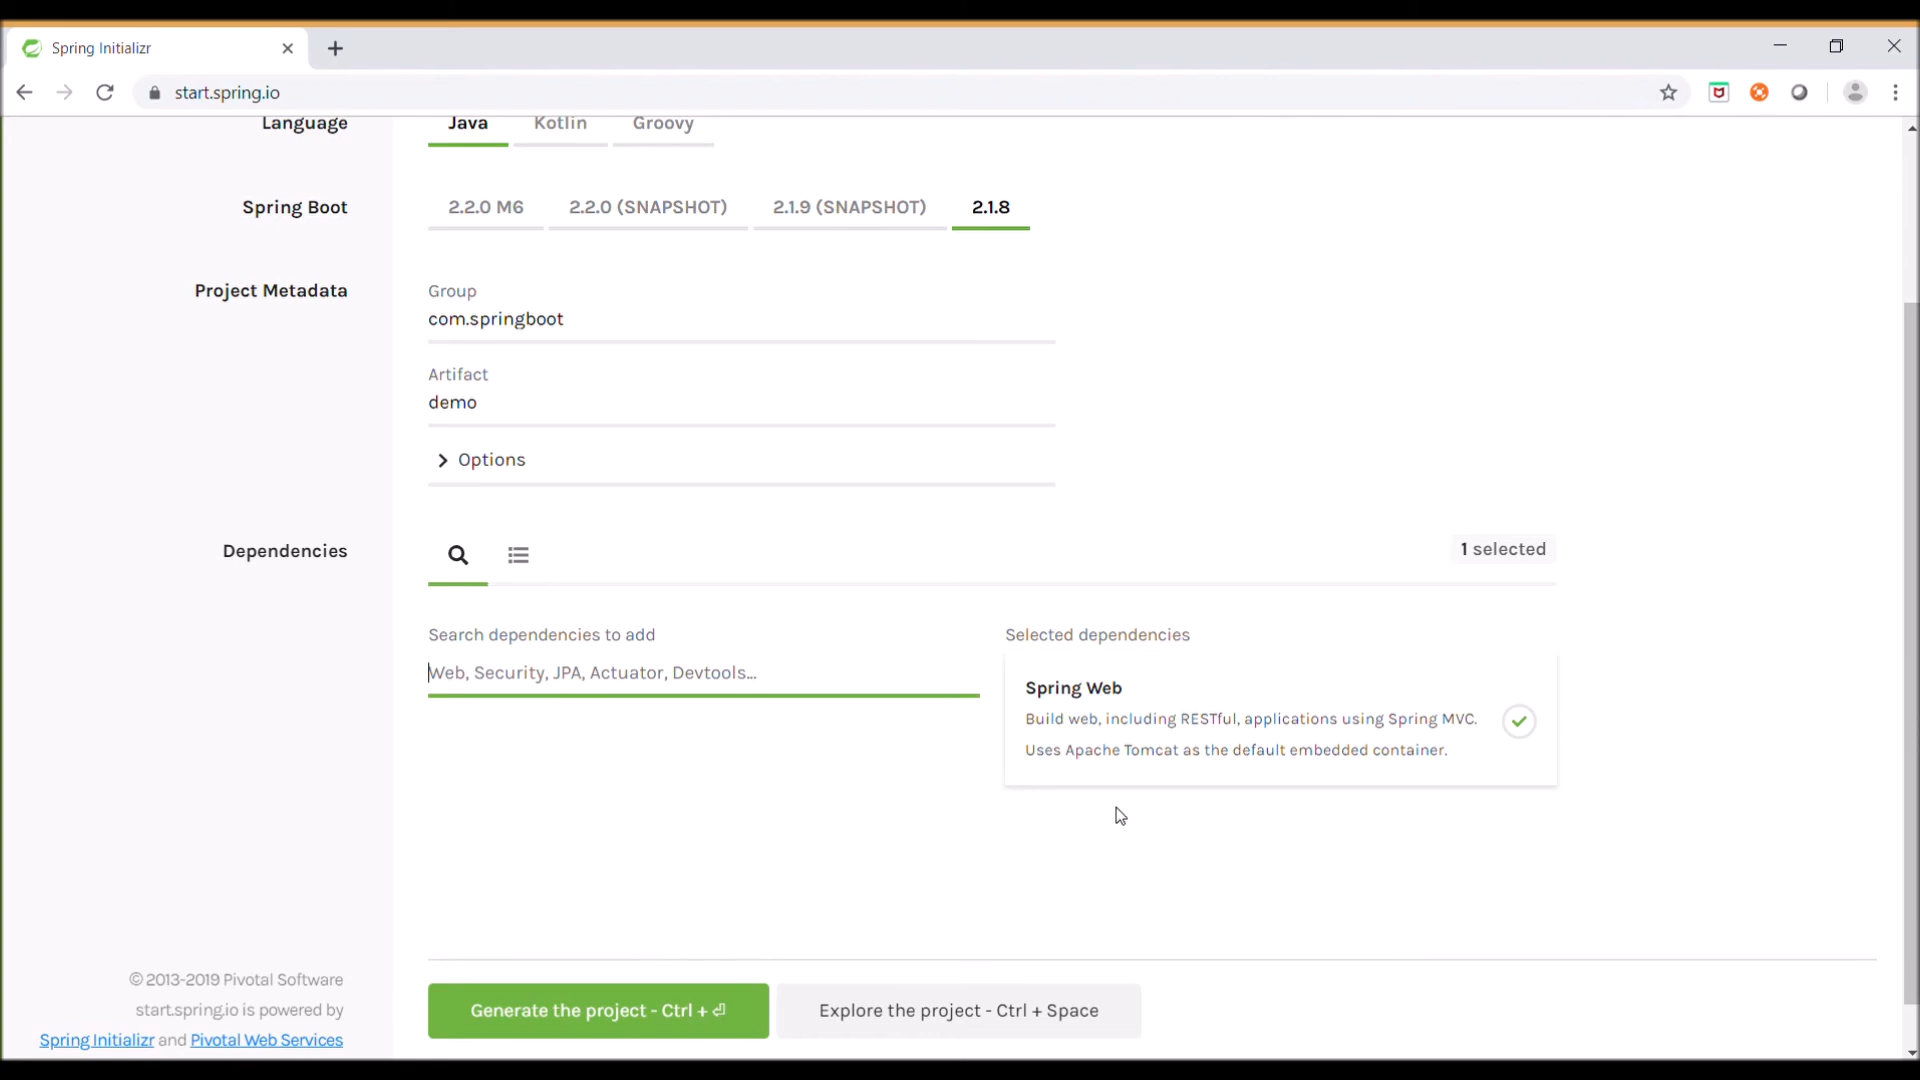 Spring Initializr
start.spring.io
Language
Java Kotlin Groovy
Spring Boot
2.2.0 M6 2.2.0 (SNAPSHOT) 2.1.9 (SNAPSHOT) 2.1.8
Project Metadata
Group
com.springboot
Artifact
demo
Options
Dependencies
1 selected
Search dependencies to add
Web, Security, JPA, Actuator, Devtools...
Selected dependencies
Spring Web
Build web, including RESTful, applications using Spring MVC.
Uses Apache Tomcat as the default embedded container.
© 2013-2019 Pivotal Software
start.spring.io is powered by
Spring Initializr and Pivotal Web Services
Generate the project - Ctrl + ⏎
Explore the project - Ctrl + Space